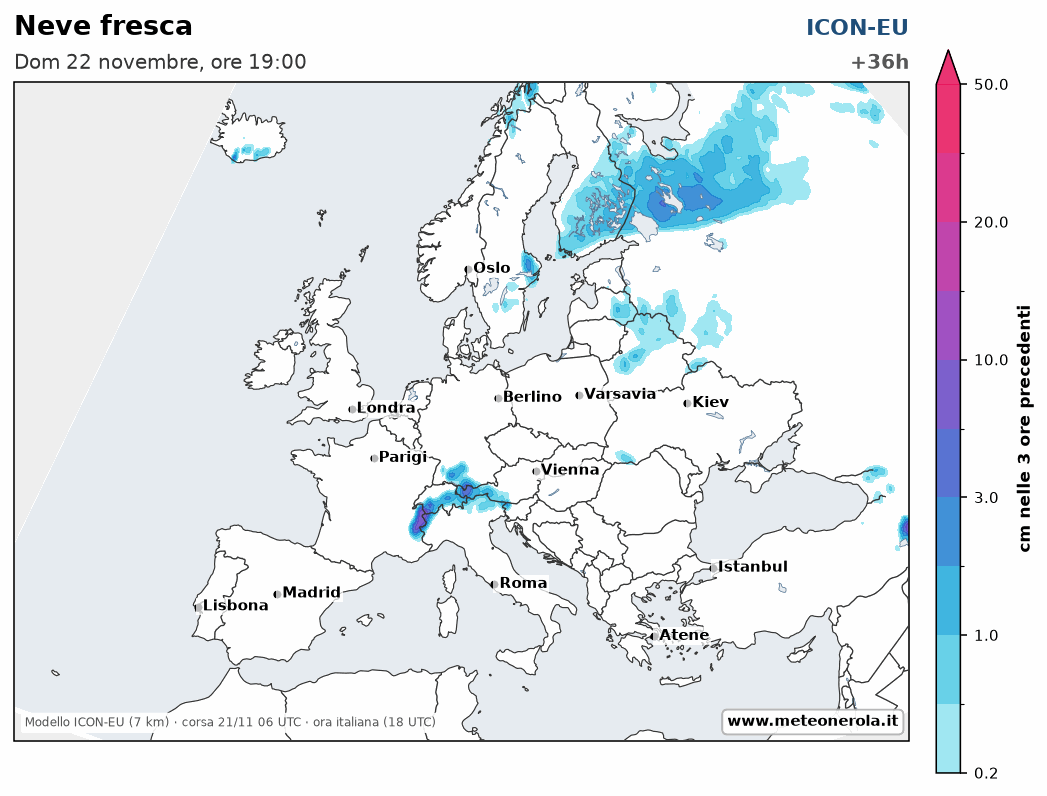 Neve fresca
ICON-EU
Dom 22 novembre, ore 19:00
+36h
50.0
20.0
10.0
3.0
1.0
0.2
cm nelle 3 ore precedenti
Oslo
Londra
Berlino
Varsavia
Kiev
Parigi
Vienna
Istanbul
Madrid
Roma
Lisbona
Atene
Modello ICON-EU (7 km) · corsa 21/11 06 UTC · ora italiana (18 UTC)
www.meteonerola.it